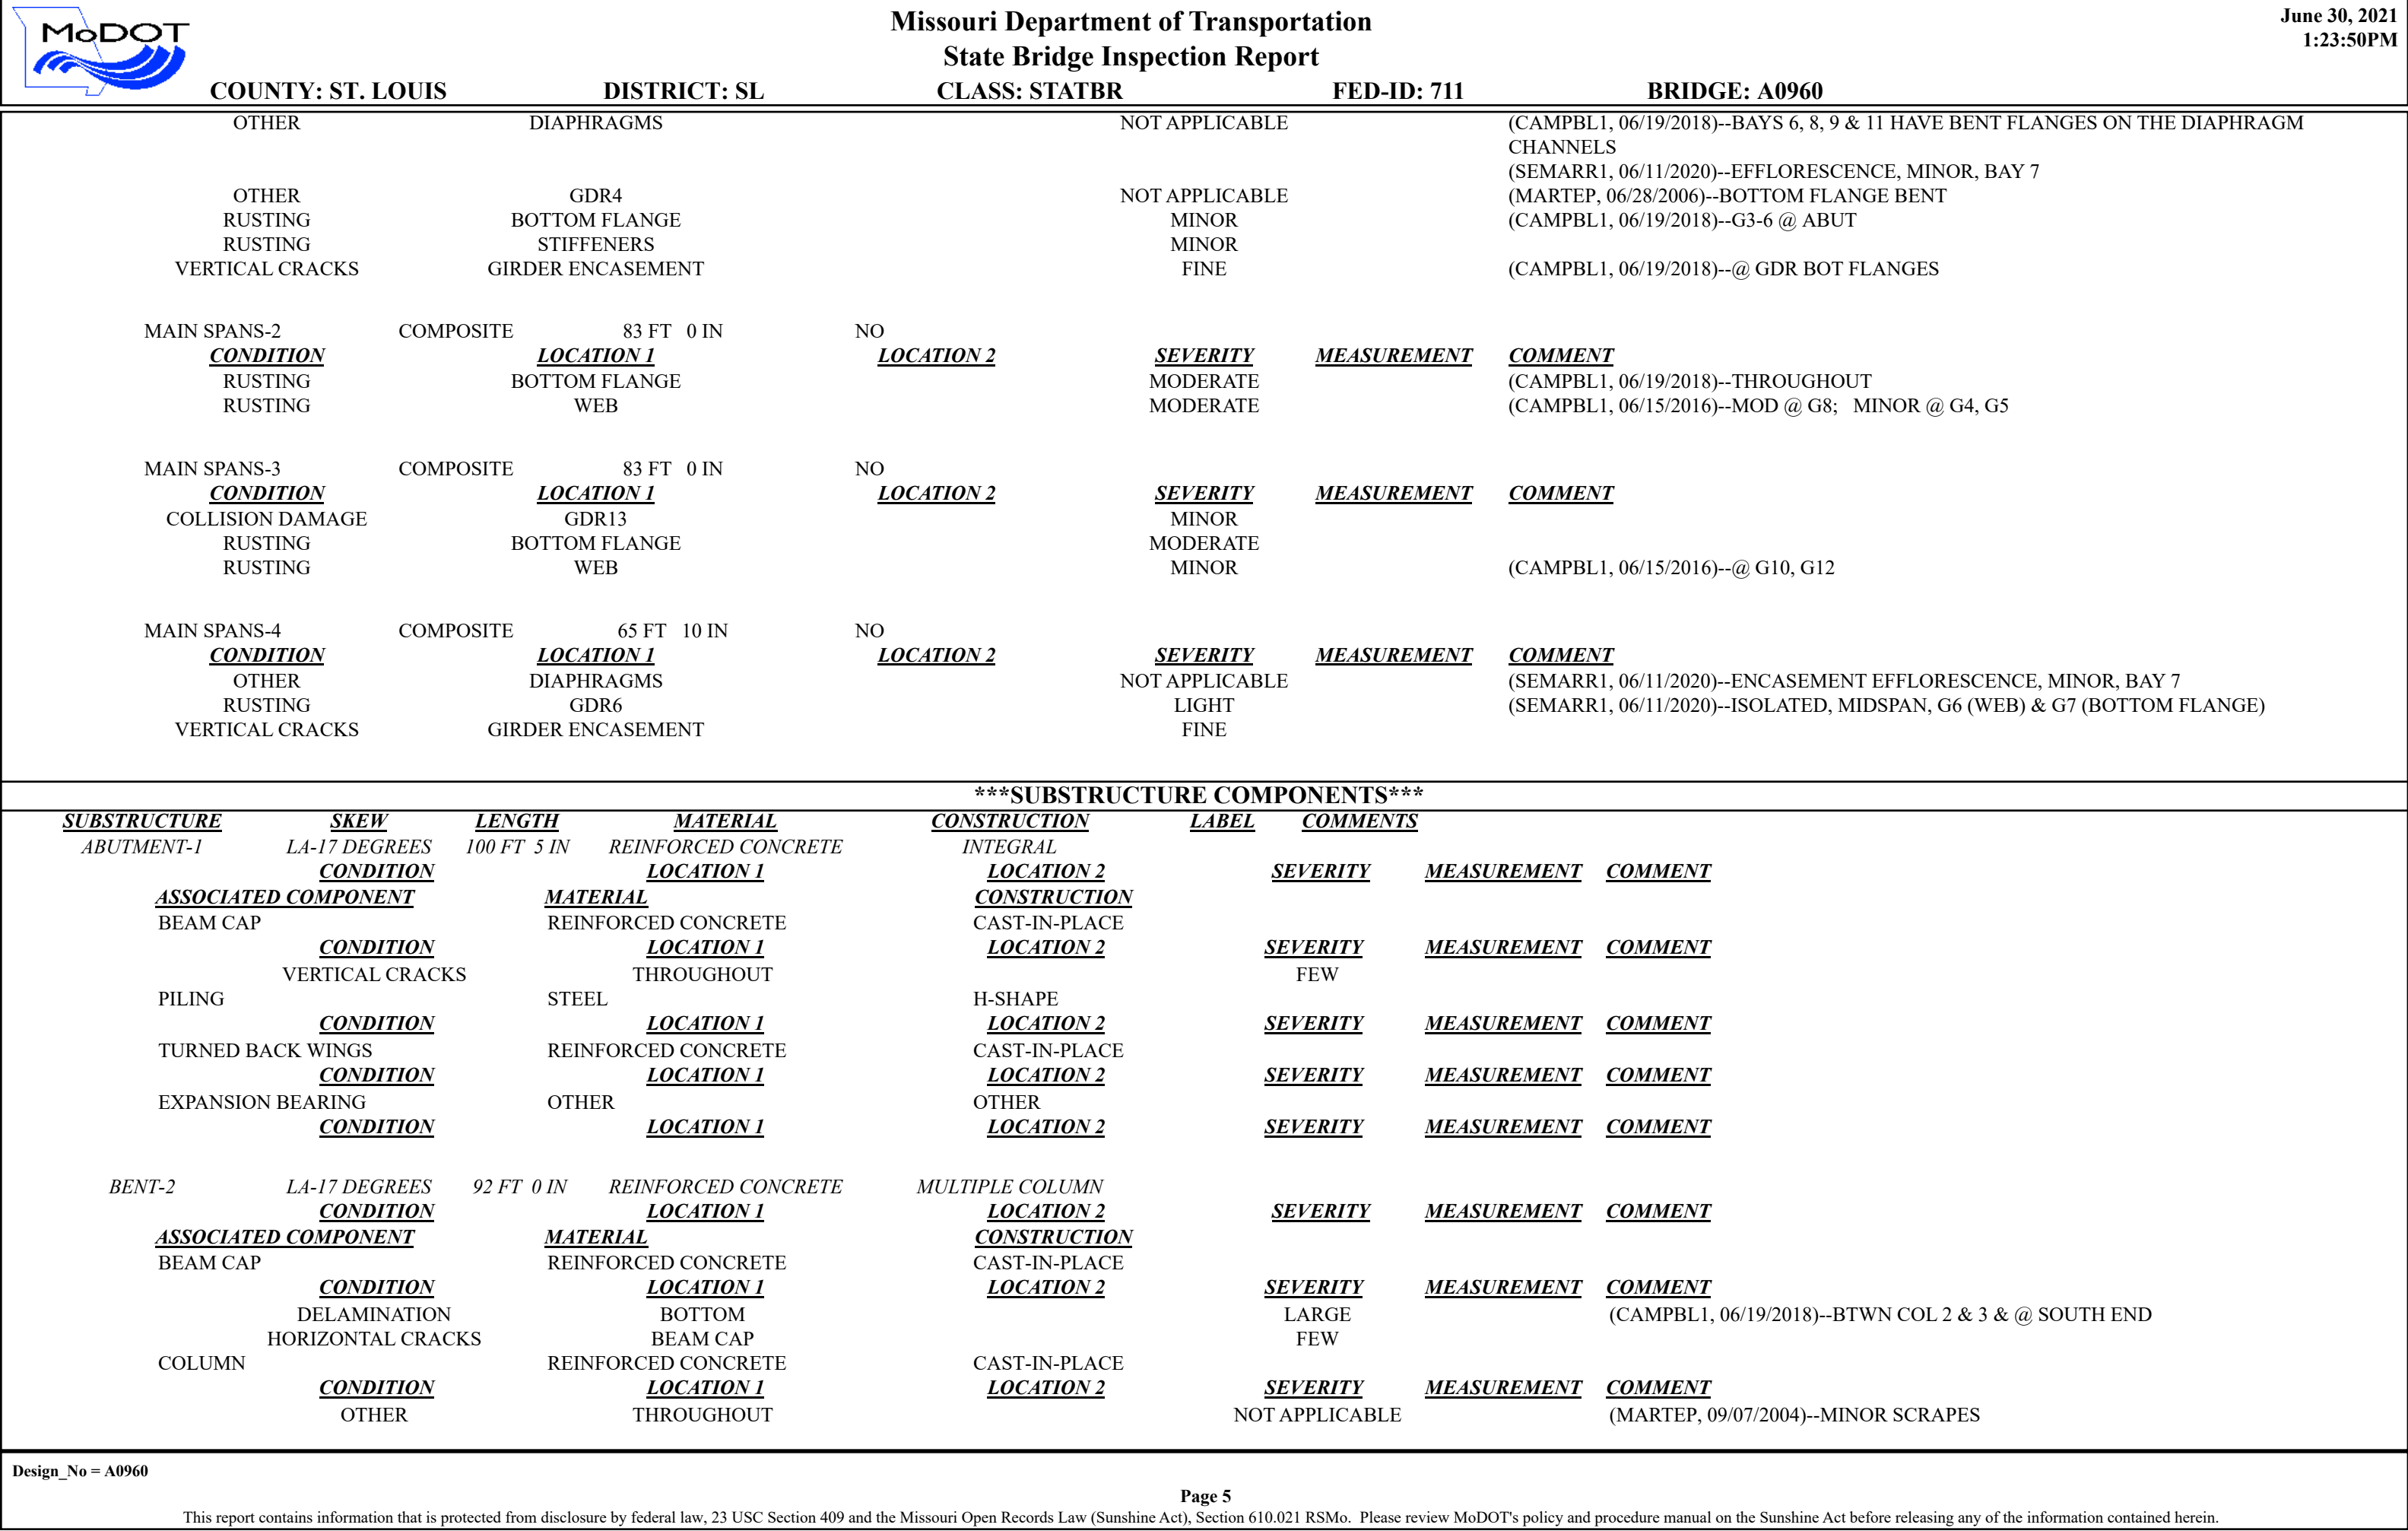 MoDOT
Missouri Department of Transportation
State Bridge Inspection Report
June 30, 2021
1:23:50PM
COUNTY: ST. LOUIS DISTRICT: SL CLASS: STATBR FED-ID: 711 BRIDGE: A0960
OTHER DIAPHRAGMS NOT APPLICABLE (CAMPBL1, 06/19/2018)--BAYS 6, 8, 9 & 11 HAVE BENT FLANGES ON THE DIAPHRAGM
CHANNELS
(SEMARR1, 06/11/2020)--EFFLORESCENCE, MINOR, BAY 7
OTHER GDR4 NOT APPLICABLE (MARTEP, 06/28/2006)--BOTTOM FLANGE BENT
RUSTING BOTTOM FLANGE MINOR (CAMPBL1, 06/19/2018)--G3-6 @ ABUT
RUSTING STIFFENERS MINOR
VERTICAL CRACKS GIRDER ENCASEMENT FINE (CAMPBL1, 06/19/2018)--@ GDR BOT FLANGES
MAIN SPANS-2 COMPOSITE 83 FT 0 IN NO
CONDITION LOCATION 1 LOCATION 2 SEVERITY MEASUREMENT COMMENT
RUSTING BOTTOM FLANGE MODERATE (CAMPBL1, 06/19/2018)--THROUGHOUT
RUSTING WEB MODERATE (CAMPBL1, 06/15/2016)--MOD @ G8; MINOR @ G4, G5
MAIN SPANS-3 COMPOSITE 83 FT 0 IN NO
CONDITION LOCATION 1 LOCATION 2 SEVERITY MEASUREMENT COMMENT
COLLISION DAMAGE GDR13 MINOR
RUSTING BOTTOM FLANGE MODERATE
RUSTING WEB MINOR (CAMPBL1, 06/15/2016)--@ G10, G12
MAIN SPANS-4 COMPOSITE 65 FT 10 IN NO
CONDITION LOCATION 1 LOCATION 2 SEVERITY MEASUREMENT COMMENT
OTHER DIAPHRAGMS NOT APPLICABLE (SEMARR1, 06/11/2020)--ENCASEMENT EFFLORESCENCE, MINOR, BAY 7
RUSTING GDR6 LIGHT (SEMARR1, 06/11/2020)--ISOLATED, MIDSPAN, G6 (WEB) & G7 (BOTTOM FLANGE)
VERTICAL CRACKS GIRDER ENCASEMENT FINE
***SUBSTRUCTURE COMPONENTS***
SUBSTRUCTURE SKEW LENGTH MATERIAL CONSTRUCTION LABEL COMMENTS
ABUTMENT-1 LA-17 DEGREES 100 FT 5 IN REINFORCED CONCRETE INTEGRAL
CONDITION LOCATION 1 LOCATION 2 SEVERITY MEASUREMENT COMMENT
ASSOCIATED COMPONENT MATERIAL CONSTRUCTION
BEAM CAP REINFORCED CONCRETE CAST-IN-PLACE
CONDITION LOCATION 1 LOCATION 2 SEVERITY MEASUREMENT COMMENT
VERTICAL CRACKS THROUGHOUT FEW
PILING STEEL H-SHAPE
CONDITION LOCATION 1 LOCATION 2 SEVERITY MEASUREMENT COMMENT
TURNED BACK WINGS REINFORCED CONCRETE CAST-IN-PLACE
CONDITION LOCATION 1 LOCATION 2 SEVERITY MEASUREMENT COMMENT
EXPANSION BEARING OTHER OTHER
CONDITION LOCATION 1 LOCATION 2 SEVERITY MEASUREMENT COMMENT
BENT-2 LA-17 DEGREES 92 FT 0 IN REINFORCED CONCRETE MULTIPLE COLUMN
CONDITION LOCATION 1 LOCATION 2 SEVERITY MEASUREMENT COMMENT
ASSOCIATED COMPONENT MATERIAL CONSTRUCTION
BEAM CAP REINFORCED CONCRETE CAST-IN-PLACE
CONDITION LOCATION 1 LOCATION 2 SEVERITY MEASUREMENT COMMENT
DELAMINATION BOTTOM LARGE (CAMPBL1, 06/19/2018)--BTWN COL 2 & 3 & @ SOUTH END
HORIZONTAL CRACKS BEAM CAP FEW
COLUMN REINFORCED CONCRETE CAST-IN-PLACE
CONDITION LOCATION 1 LOCATION 2 SEVERITY MEASUREMENT COMMENT
OTHER THROUGHOUT NOT APPLICABLE (MARTEP, 09/07/2004)--MINOR SCRAPES
Design_No = A0960
Page 5
This report contains information that is protected from disclosure by federal law, 23 USC Section 409 and the Missouri Open Records Law (Sunshine Act), Section 610.021 RSMo. Please review MoDOT's policy and procedure manual on the Sunshine Act before releasing any of the information contained herein.